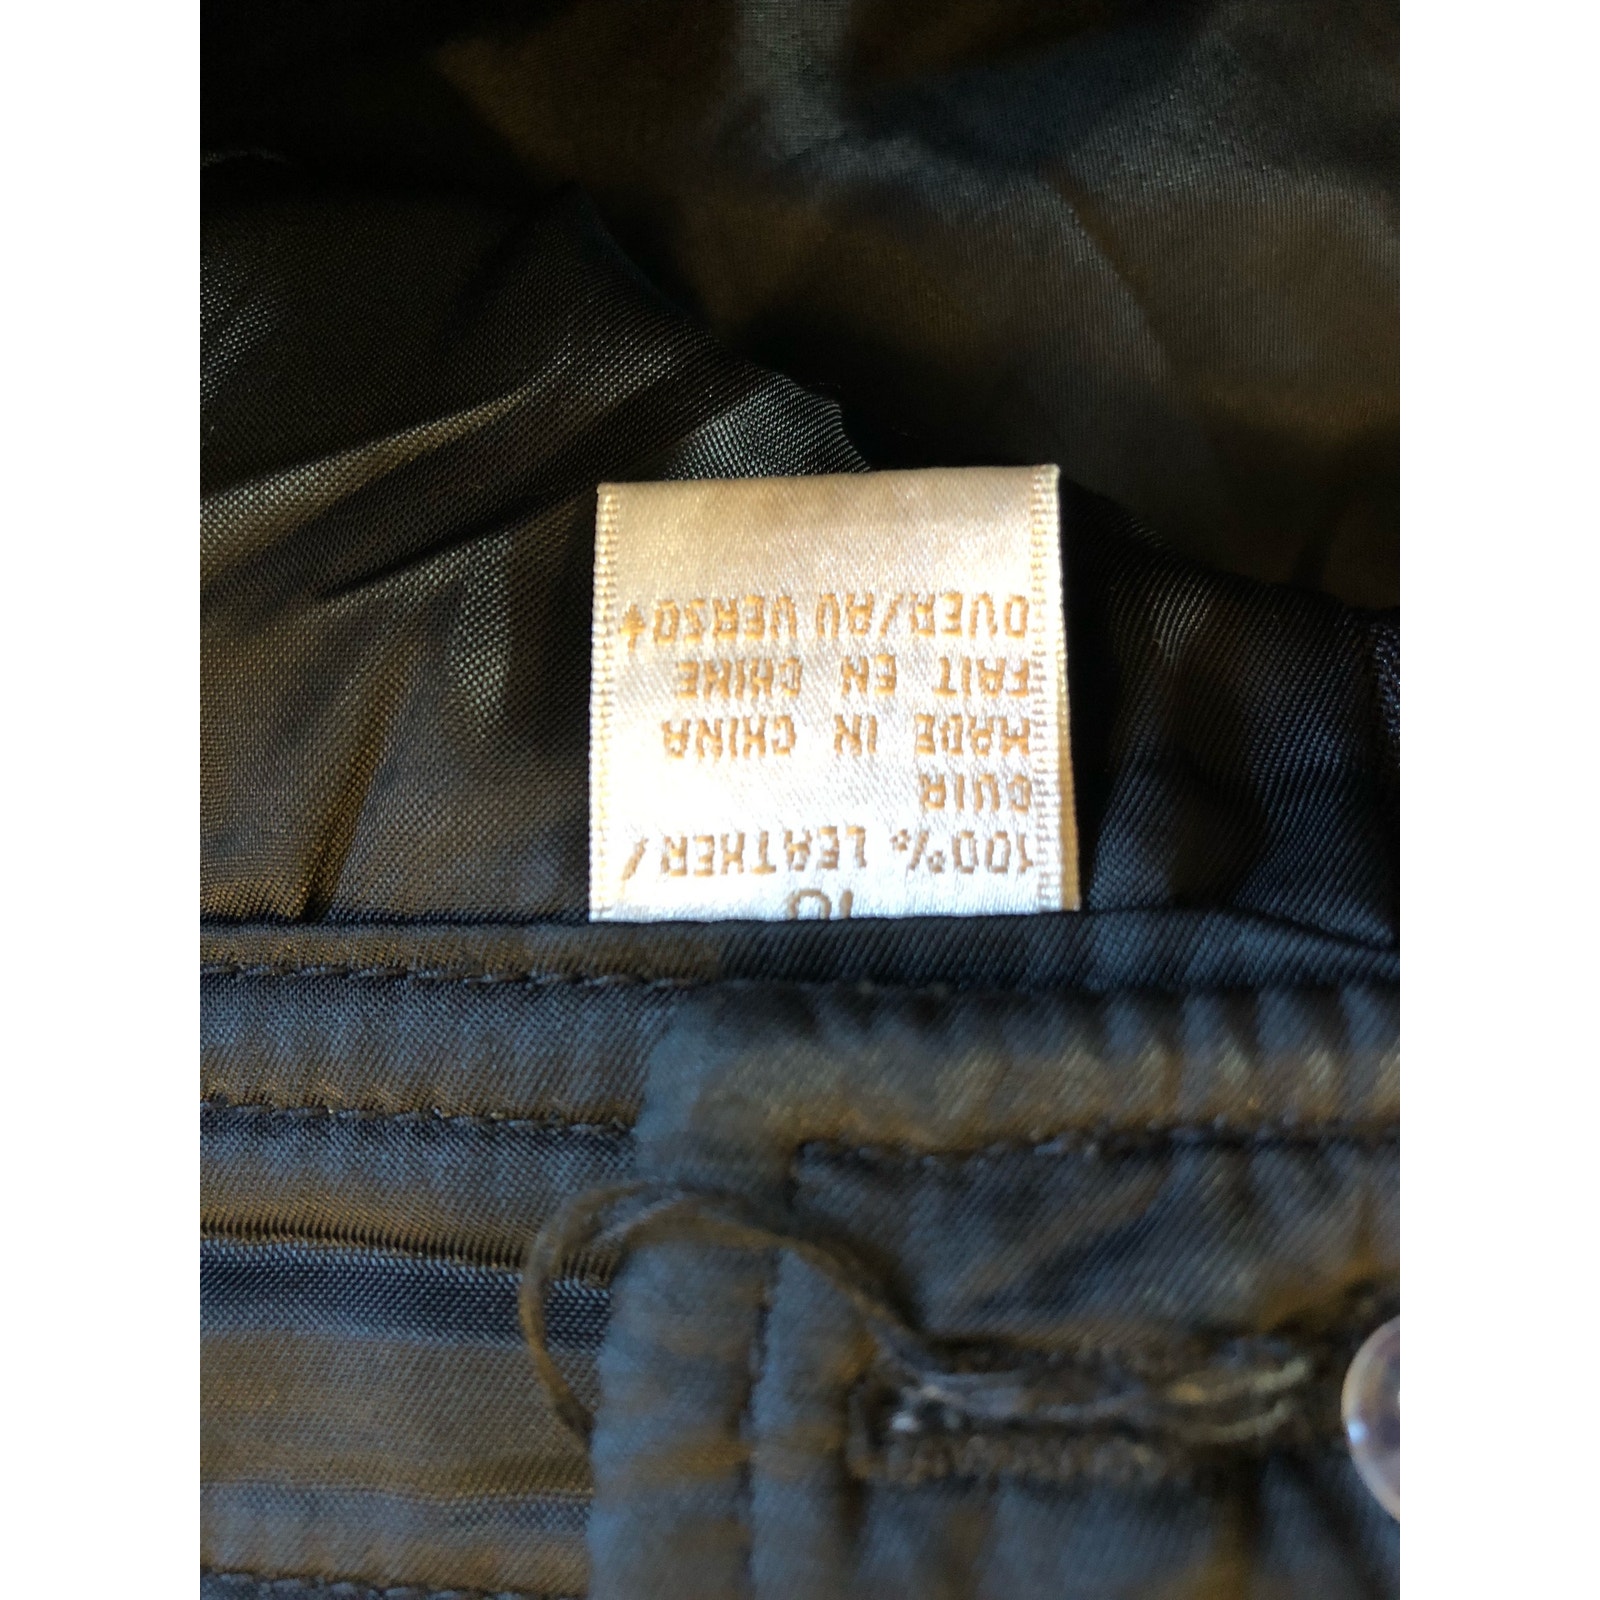 100% LEATHER/
CUIR
MADE IN CHINA
FAIT EN CHINE
OVER/AU VERSO→